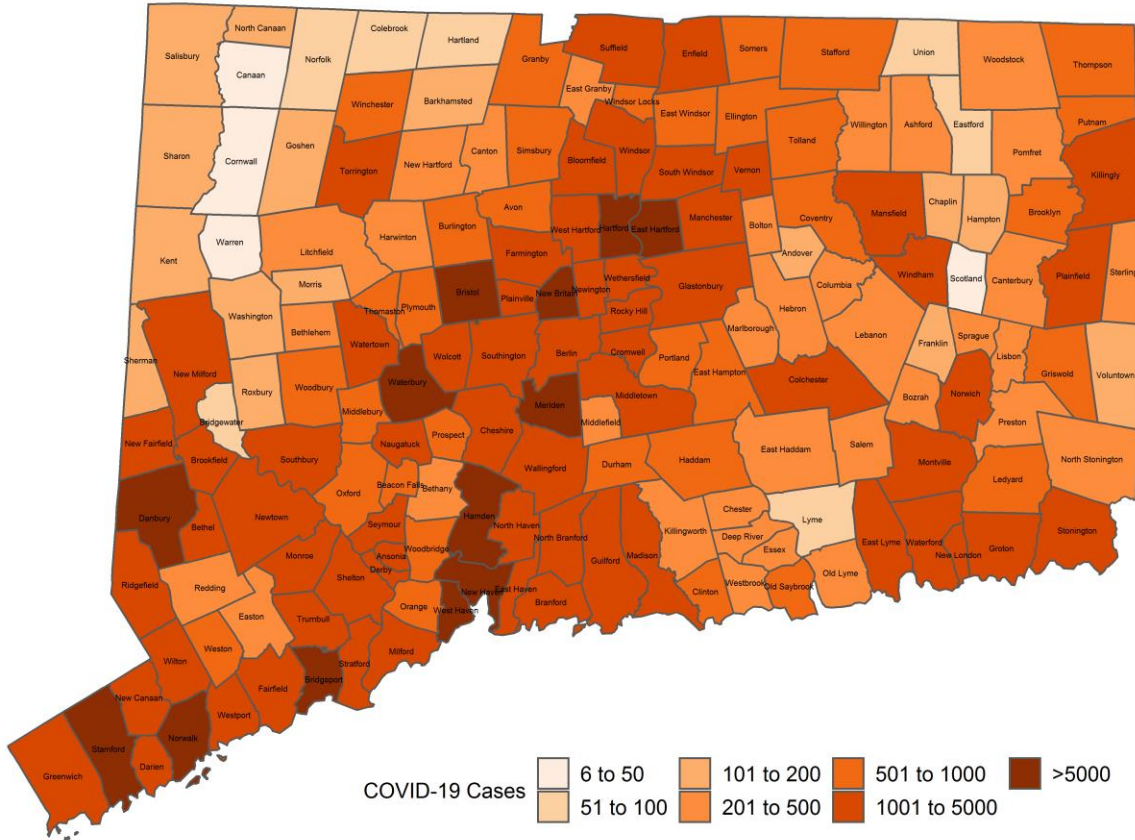 North Canaan
Colebrook
Hartland
Salisbury
Norfolk
Canaan
Suffield
Enfield
Somers
Stafford
Union
Woodstock
Thompson
Granby
East Granby
Windsor Locks
Winchester
Barkhamsted
East Windsor
Ellington
Willington
Ashford
Eastford
Putnam
Pomfret
Sharon
Cornwall
Goshen
Torrington
New Hartford
Canton
Simsbury
Bloomfield
Windsor
South Windsor
Vernon
Tolland
Killingly
Mansfield
Chaplin
Hampton
Brooklyn
Avon
Burlington
Harwinton
Litchfield
Warren
Kent
West Hartford
Hartford
East Hartford
Manchester
Bolton
Coventry
Andover
Windham
Scotland
Canterbury
Plainfield
Sterling
Farmington
Morris
Bristol
Plainville
New Britain
Newington
Wethersfield
Rocky Hill
Glastonbury
Columbia
Hebron
Marlborough
Lebanon
Franklin
Sprague
Lisbon
Griswold
Voluntown
Washington
Bethlehem
Thomaston
Plymouth
Watertown
Wolcott
Southington
Berlin
Cromwell
Portland
East Hampton
Colchester
Sherman
New Milford
Roxbury
Woodbury
Waterbury
Meriden
Middletown
Middlefield
Bozrah
Norwich
Preston
Bridgewater
Middlebury
Prospect
Cheshire
Naugatuck
New Fairfield
Brookfield
Southbury
Wallingford
Durham
Haddam
East Haddam
Salem
Montville
Ledyard
North Stonington
Danbury
Bethel
Newtown
Oxford
Beacon Falls
Bethany
Hamden
North Haven
North Branford
Guilford
Madison
Killingworth
Chester
Deep River
Essex
Lyme
East Lyme
Waterford
New London
Groton
Stonington
Seymour
Ansonia
Derby
Woodbridge
Monroe
Shelton
Ridgefield
Redding
Easton
Trumbull
Orange
New Haven
West Haven
East Haven
Branford
Clinton
Westbrook
Old Saybrook
Old Lyme
Weston
Wilton
Milford
Stratford
Bridgeport
Fairfield
Westport
New Canaan
Norwalk
Darien
Stamford
Greenwich
COVID-19 Cases
6 to 50
101 to 200
501 to 1000
>5000
51 to 100
201 to 500
1001 to 5000